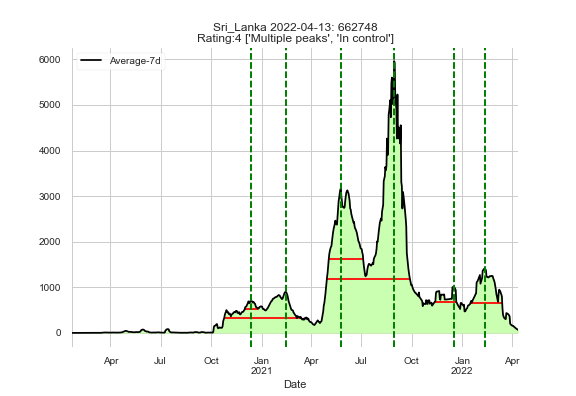 Sri_Lanka 2022-04-13: 662748
Rating:4 ['Multiple peaks', 'In control']
Average-7d
6000
5000
4000
3000
2000
1000
0
Apr Jul Oct Jan Apr Jul Oct Jan Apr
2021 2022
Date